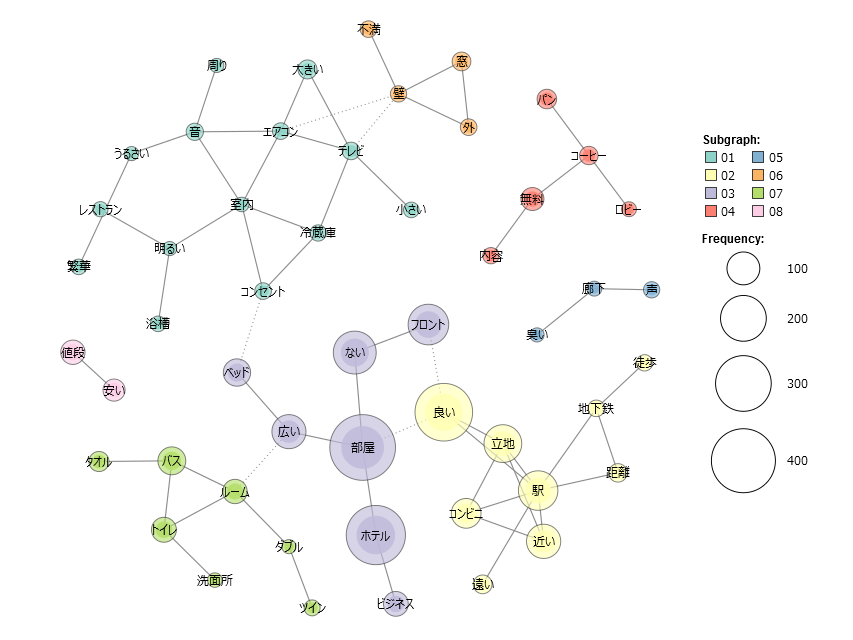 不満
周り
大きい
窓
壁
パン
外
音
エアコン
テレビ
うるさい
コーヒー
無料
ロビー
レストラン
室内
小さい
冷蔵庫
明るい
内容
繁華
コンセント
廊下
声
浴槽
臭い
フロント
値段
ない
ベッド
安い
徒歩
地下鉄
良い
広い
部屋
立地
タオル
バス
距離
ルーム
駅
コンビニ
トイレ
ホテル
近い
ダブル
洗面所
遠い
ツイン
ビジネス
Subgraph:
01 05
02 06
03 07
04 08
Frequency:
100
200
300
400